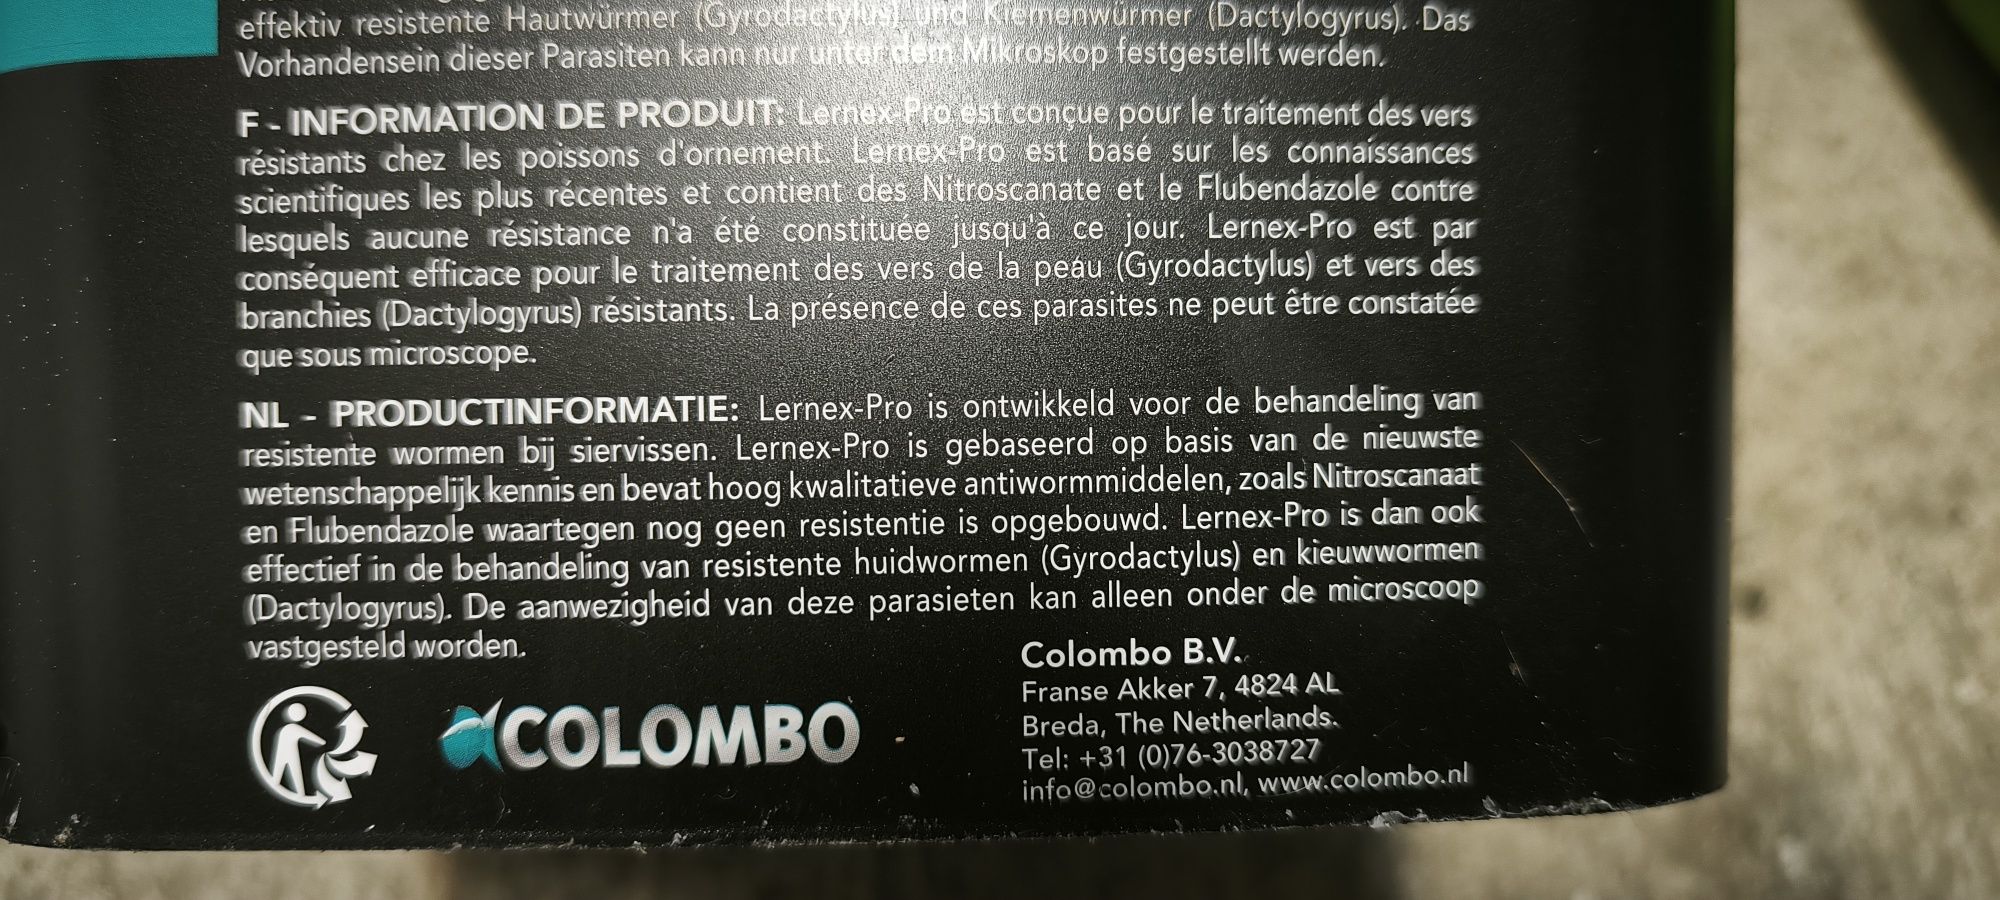 effektiv resistente Hautwürmer (Gyrodactylus) und Kiemenwürmer (Dactylogyrus). Das
Vorhandensein dieser Parasiten kann nur unter dem Mikroskop festgestellt werden.
F - INFORMATION DE PRODUIT: Lernex-Pro est conçue pour le traitement des vers
résistants chez les poissons d'ornement. Lernex-Pro est basé sur les connaissances
scientifiques les plus récentes et contient des Nitroscanate et le Flubendazole contre
lesquels aucune résistance n'a été constituée jusqu'à ce jour. Lernex-Pro est par
conséquent efficace pour le traitement des vers de la peau (Gyrodactylus) et vers des
branchies (Dactylogyrus) résistants. La présence de ces parasites ne peut être constatée
que sous microscope.
NL - PRODUCTINFORMATIE: Lernex-Pro is ontwikkeld voor de behandeling van
resistente wormen bij siervissen. Lernex-Pro is gebaseerd op basis van de nieuwste
wetenschappelijk kennis en bevat hoog kwalitatieve antiwormmiddelen, zoals Nitroscanaat
en Flubendazole waartegen nog geen resistentie is opgebouwd. Lernex-Pro is dan ook
effectief in de behandeling van resistente huidwormen (Gyrodactylus) en kieuwwormen
(Dactylogyrus). De aanwezigheid van deze parasieten kan alleen onder de microscoop
vastgesteld worden.
COLOMBO
Colombo B.V.
Franse Akker 7, 4824 AL
Breda, The Netherlands.
Tel: +31 (0)76-3038727
info@colombo.nl, www.colombo.nl